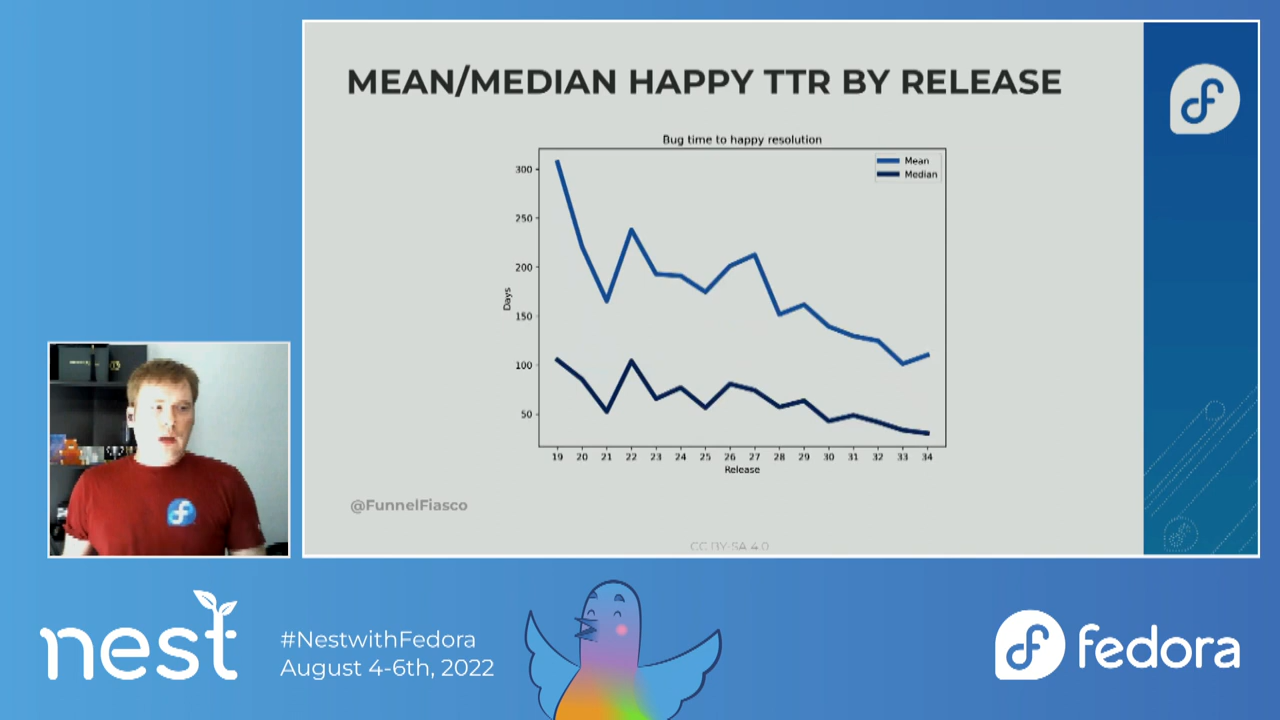 MEAN/MEDIAN HAPPY TTR BY RELEASE
Bug time to happy resolution
Mean
Median
300
250
200
150
100
50
Days
19 20 21 22 23 24 25 26 27 28 29 30 31 32 33 34
Release
@FunnelFiasco
CC BY-SA 4.0
nest
#NestwithFedora
August 4-6th, 2022
fedora